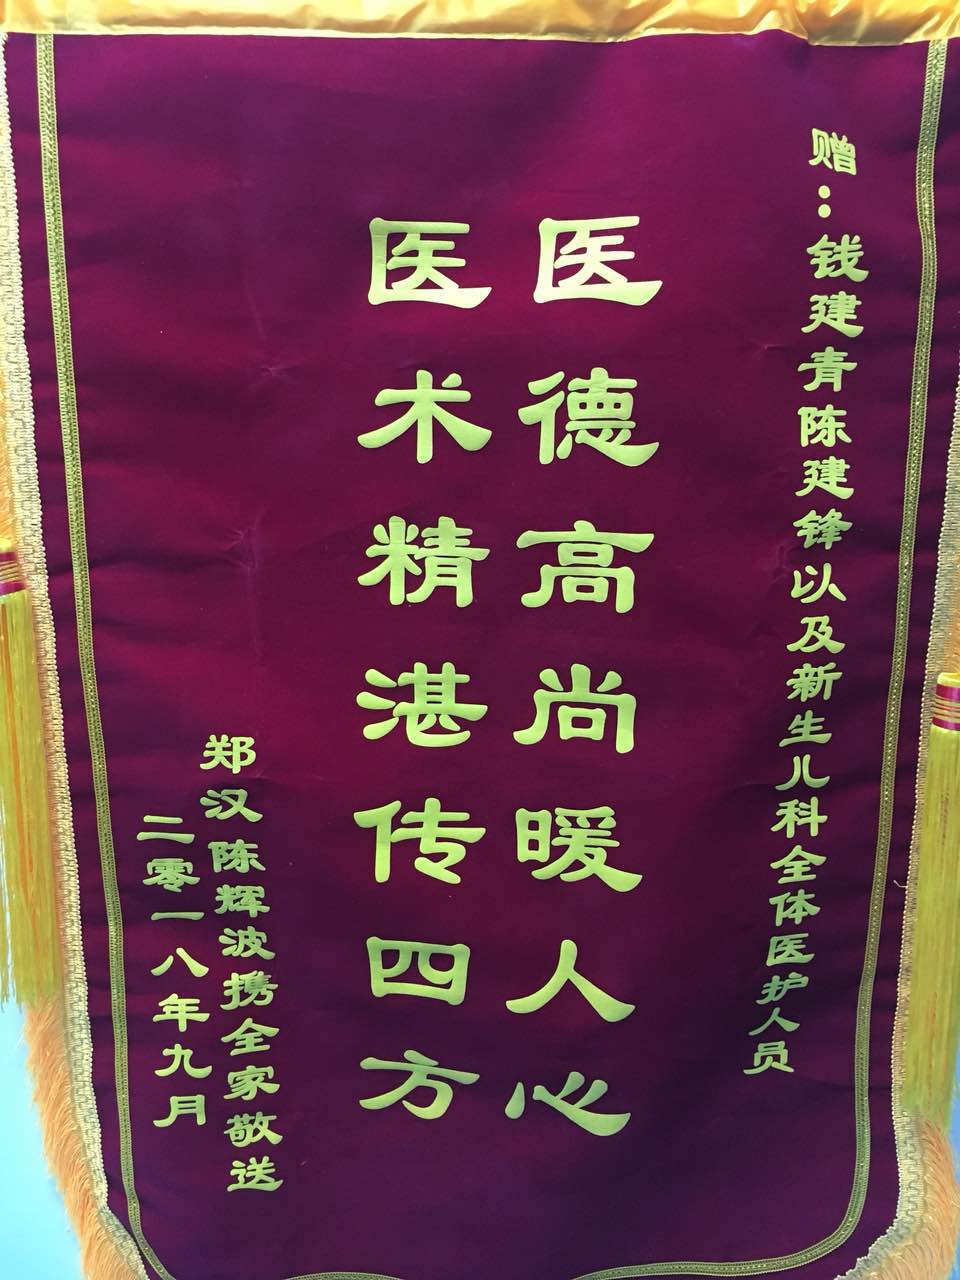 赠：钱建青陈建锋以及新生儿科全体医护人员
医德高尚暖人心
医术精湛传四方
郑汉陈辉波携全家敬送
二零一八年九月